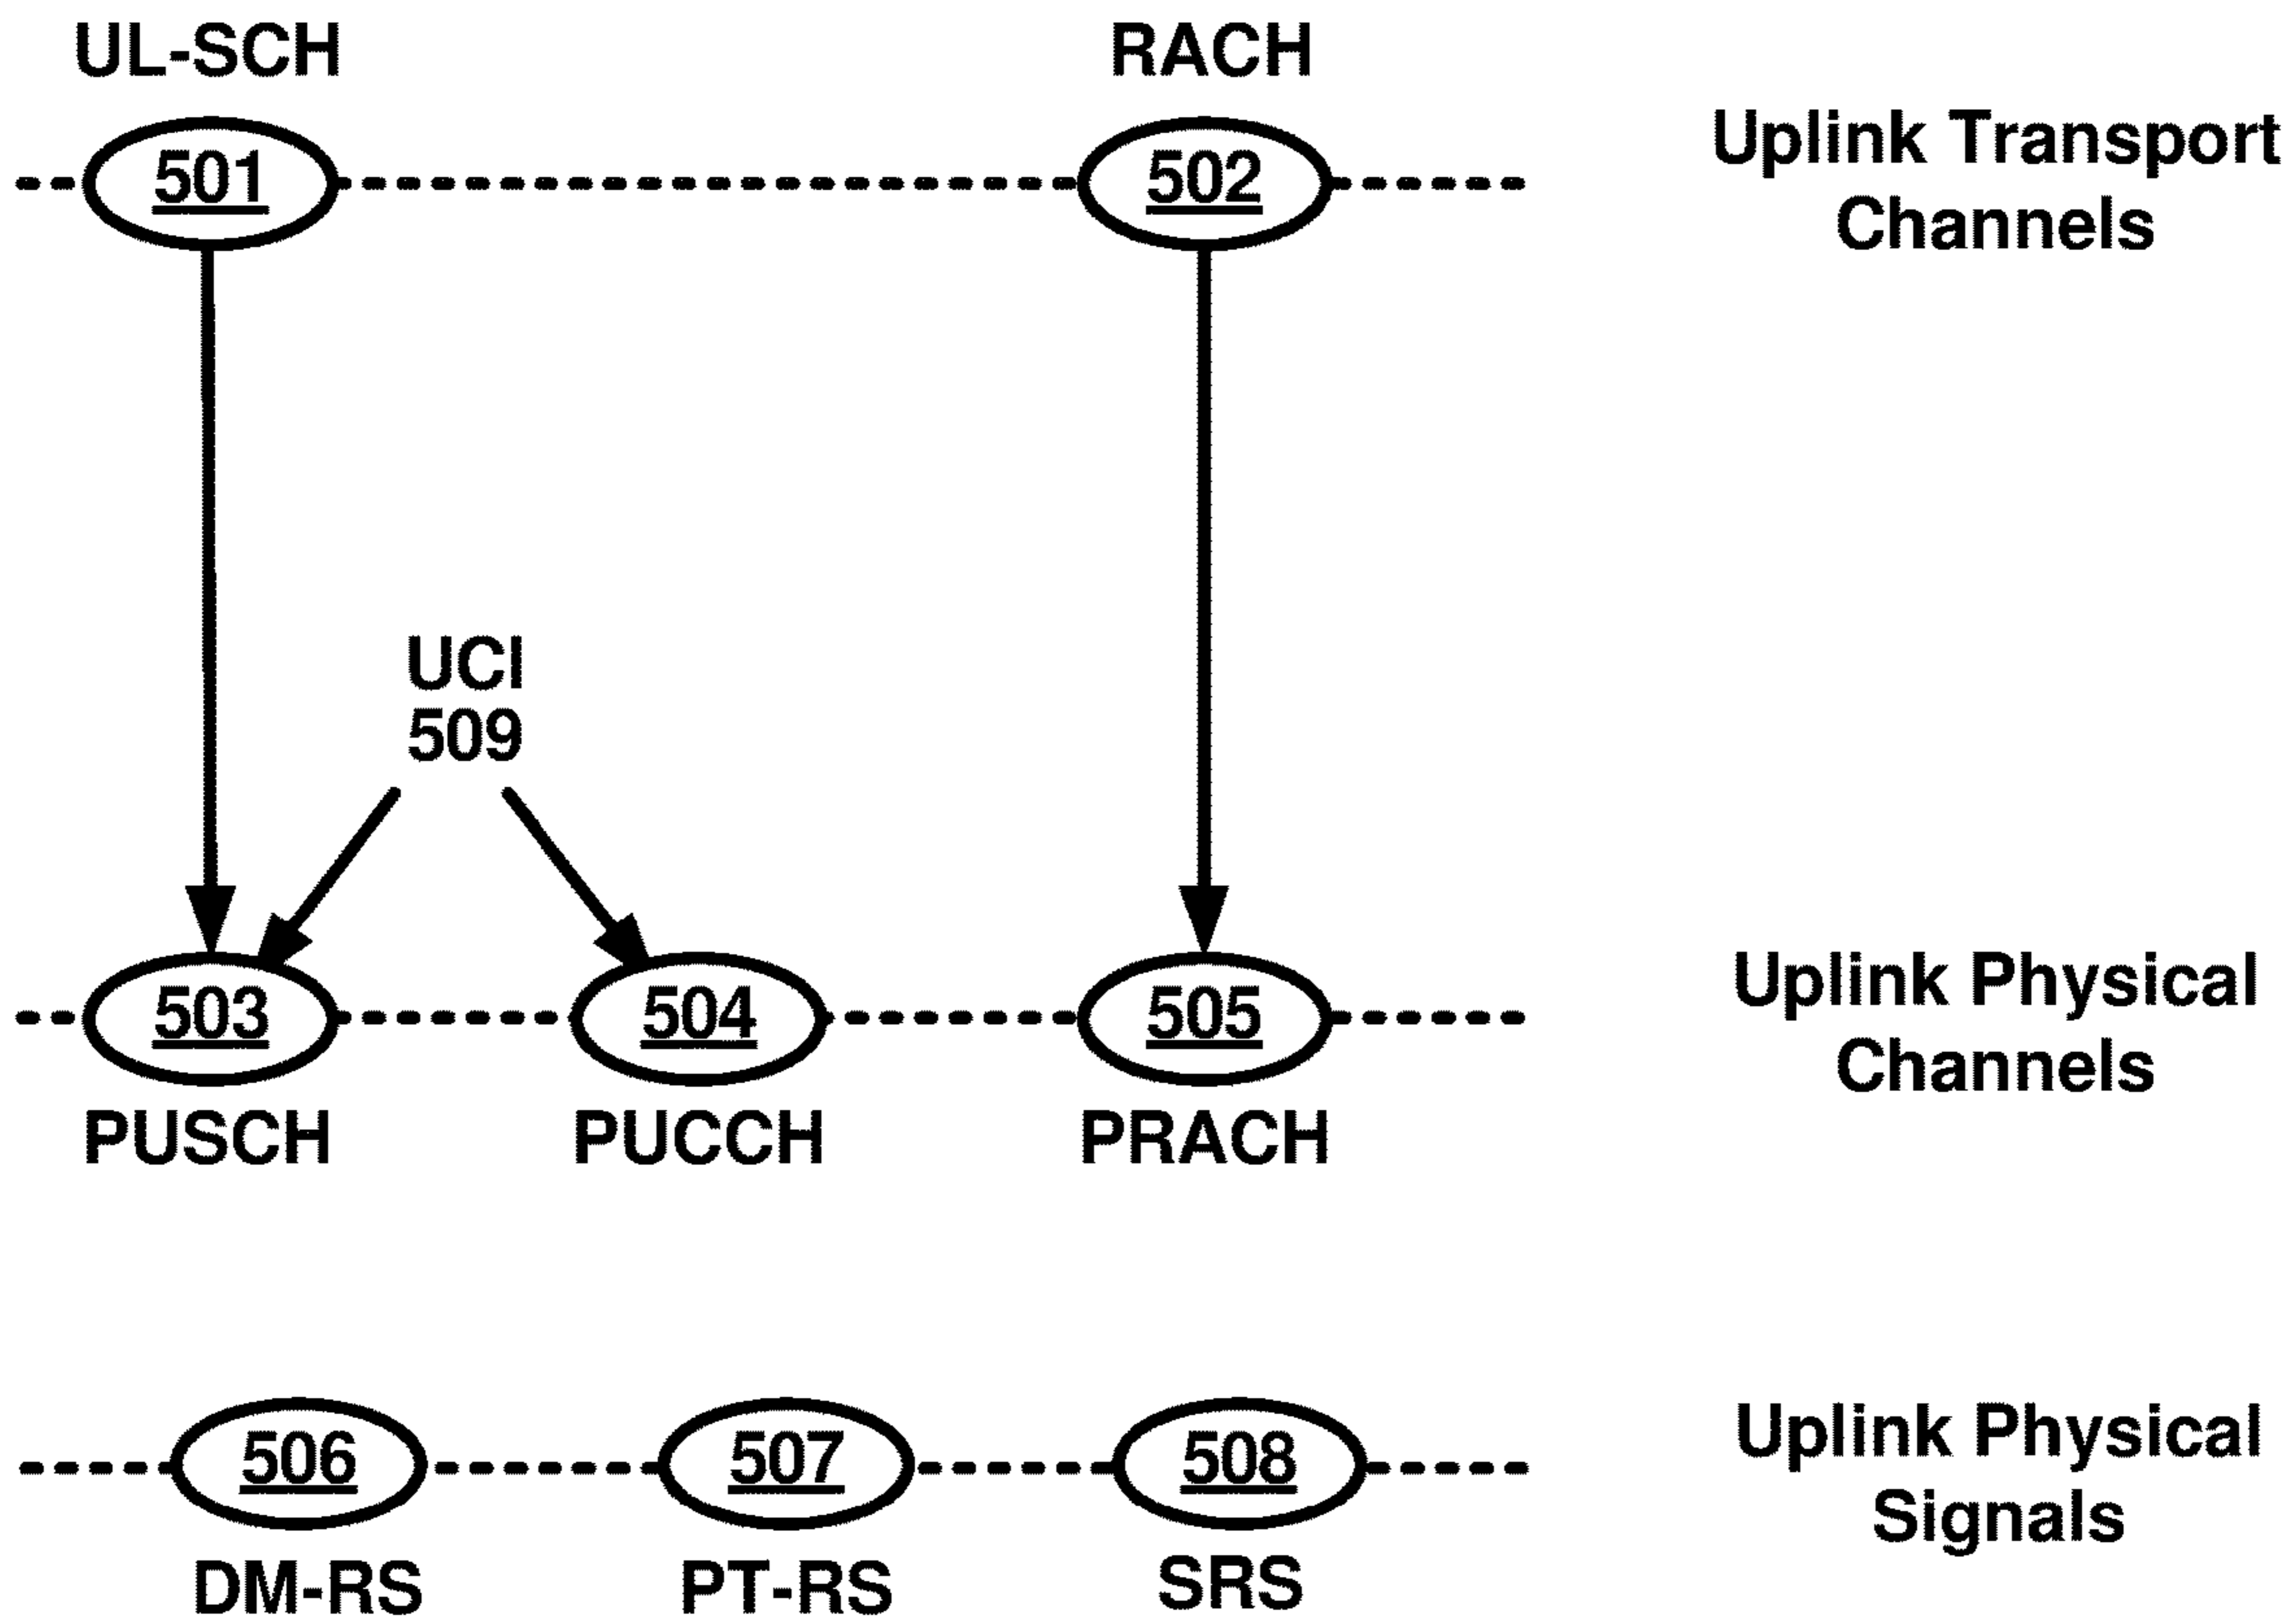 UL-SCH
RACH
501
502
Uplink Transport
Channels
UCI
509
503
504
505
Uplink Physical
Channels
PUSCH
PUCCH
PRACH
506
507
508
Uplink Physical
Signals
DM-RS
PT-RS
SRS